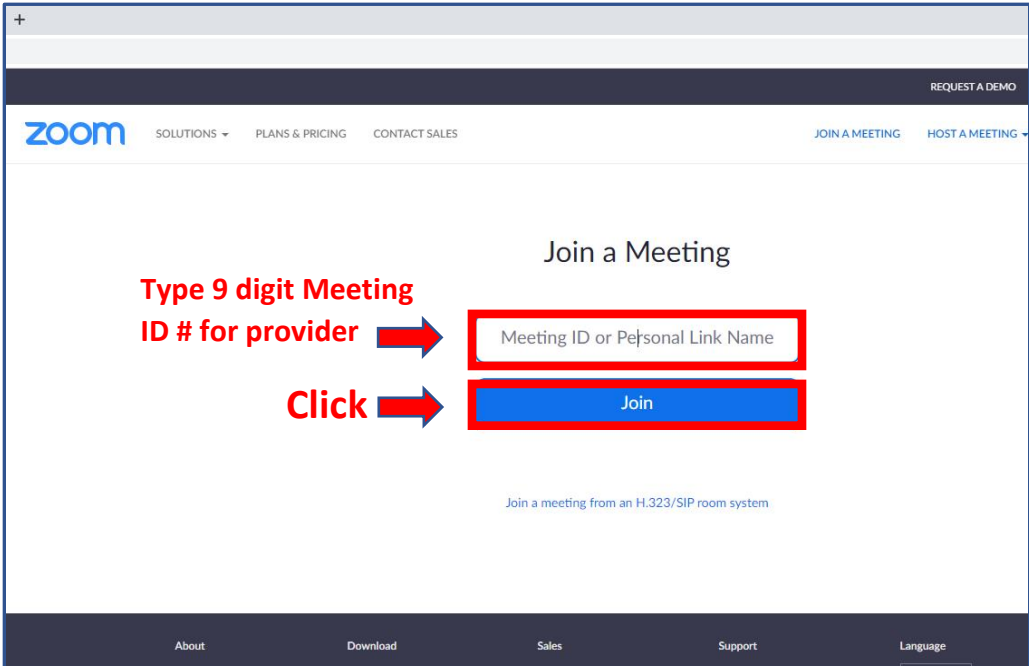 +
REQUEST A DEMO
zoom SOLUTIONS PLANS & PRICING CONTACT SALES JOIN A MEETING HOST A MEETING
Join a Meeting
Type 9 digit Meeting
ID # for provider
Meeting ID or Personal Link Name
Click
Join
Join a meeting from an H.323/SIP room system
About Download Sales Support Language